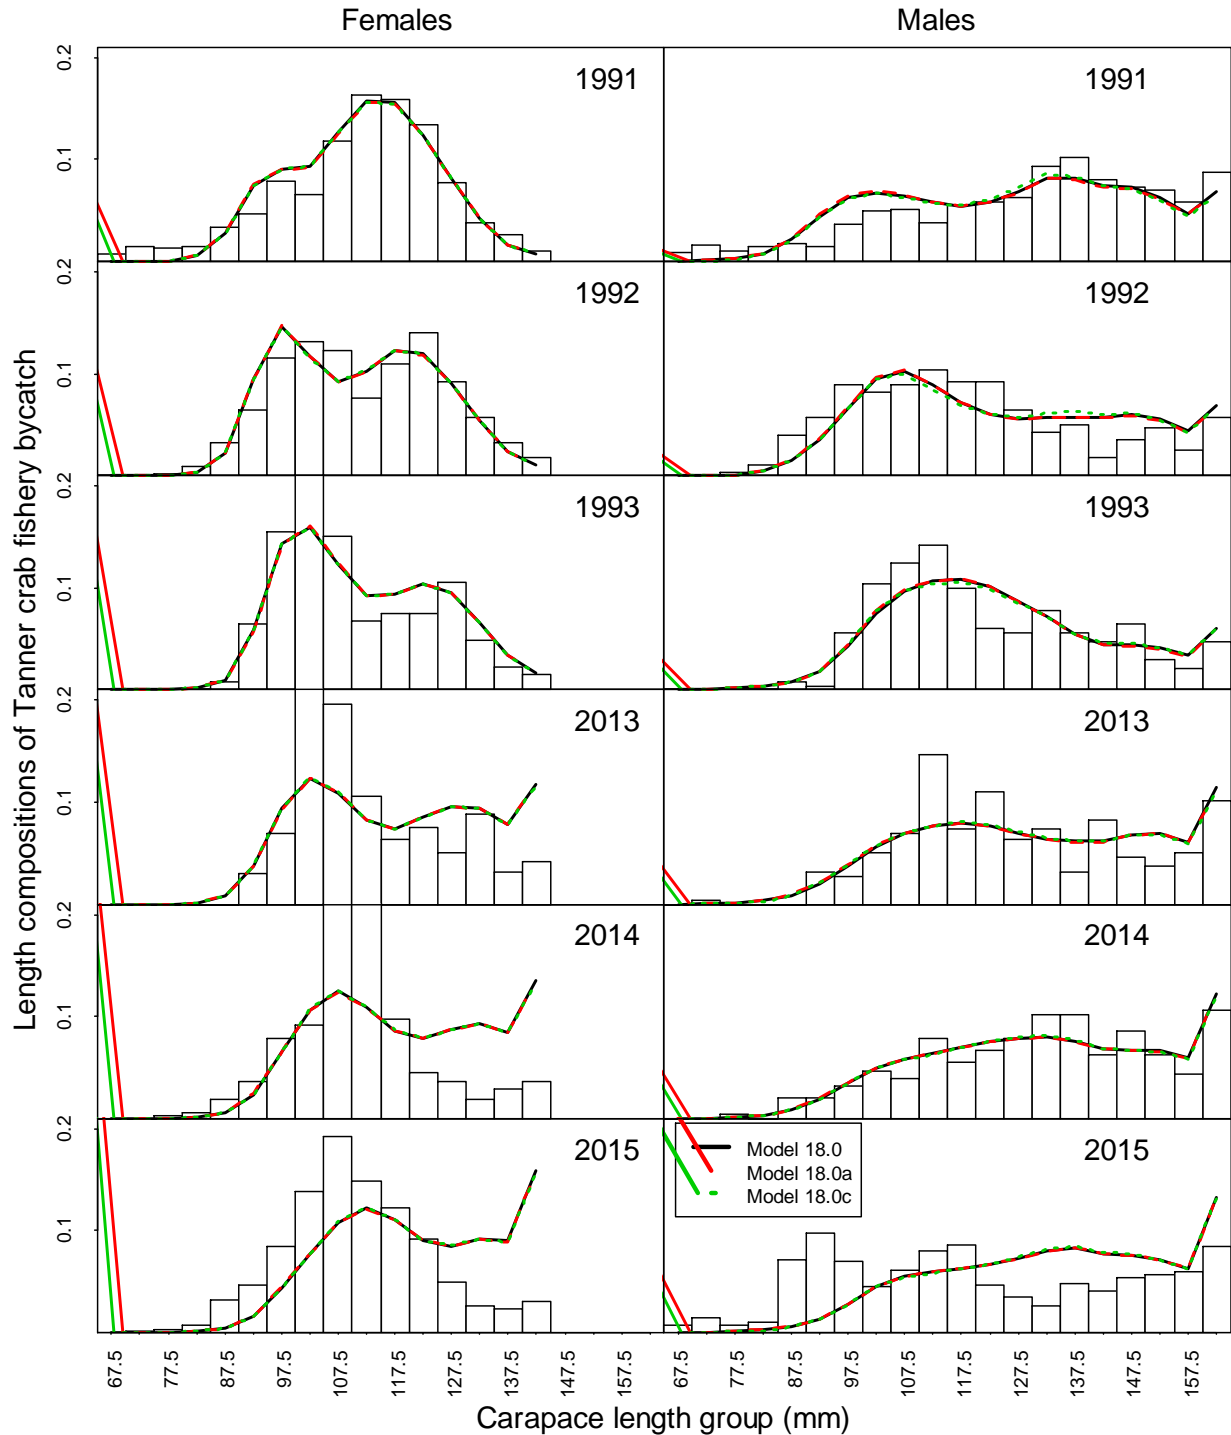 Females Males
Length compositions of Tanner crab fishery bycatch
0.2 1991 1991
0.1
0.2 1992 1992
0.1
0.2 1993 1993
0.1
0.2 2013 2013
0.1
0.2 2014 2014
0.1
0.2 2015 2015
0.1
Model 18.0
Model 18.0a
Model 18.0c
67.5 77.5 87.5 97.5 107.5 117.5 127.5 137.5 147.5 157.5 67.5 77.5 87.5 97.5 107.5 117.5 127.5 137.5 147.5 157.5
Carapace length group (mm)